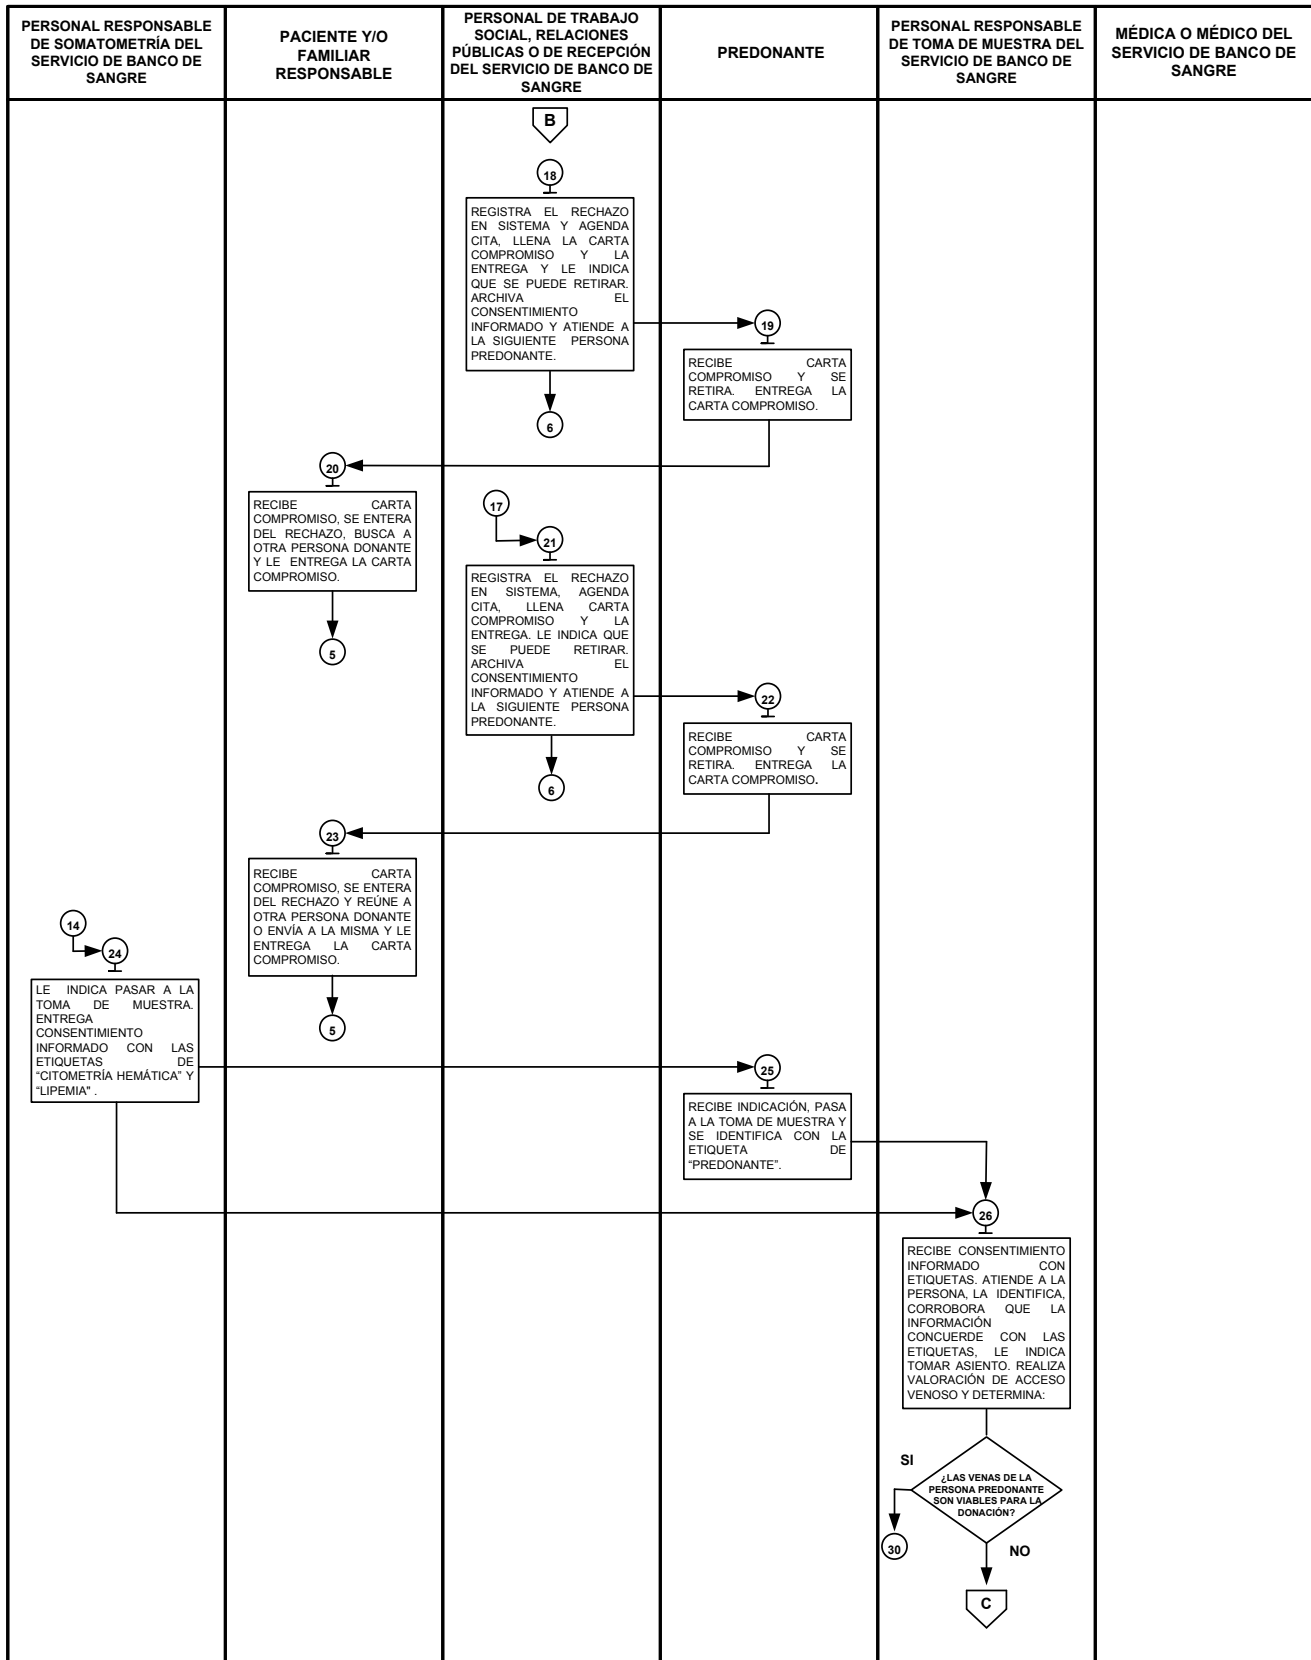 PERSONAL RESPONSABLE
DE SOMATOMETRÍA DEL
SERVICIO DE BANCO DE
SANGRE
PACIENTE Y/O
FAMILIAR
RESPONSABLE
PERSONAL DE TRABAJO
SOCIAL, RELACIONES
PÚBLICAS O DE RECEPCIÓN
DEL SERVICIO DE BANCO DE
SANGRE
PREDONANTE
PERSONAL RESPONSABLE
DE TOMA DE MUESTRA DEL
SERVICIO DE BANCO DE
SANGRE
MÉDICA O MÉDICO DEL
SERVICIO DE BANCO DE
SANGRE
B
18
REGISTRA EL RECHAZO
EN SISTEMA Y AGENDA
CITA, LLENA LA CARTA
COMPROMISO Y LA
ENTREGA Y LE INDICA
QUE SE PUEDE RETIRAR.
ARCHIVA EL
CONSENTIMIENTO
INFORMADO Y ATIENDE A
LA SIGUIENTE PERSONA
PREDONANTE.
6
19
RECIBE CARTA
COMPROMISO Y SE
RETIRA. ENTREGA LA
CARTA COMPROMISO.
20
RECIBE CARTA
COMPROMISO, SE ENTERA
DEL RECHAZO, BUSCA A
OTRA PERSONA DONANTE
Y LE ENTREGA LA CARTA
COMPROMISO.
5
17
21
REGISTRA EL RECHAZO
EN SISTEMA, AGENDA
CITA, LLENA CARTA
COMPROMISO Y LA
ENTREGA. LE INDICA QUE
SE PUEDE RETIRAR.
ARCHIVA EL
CONSENTIMIENTO
INFORMADO Y ATIENDE A
LA SIGUIENTE PERSONA
PREDONANTE.
6
22
RECIBE CARTA
COMPROMISO Y SE
RETIRA. ENTREGA LA
CARTA COMPROMISO.
23
RECIBE CARTA
COMPROMISO, SE ENTERA
DEL RECHAZO Y REÚNE A
OTRA PERSONA DONANTE
O ENVÍA A LA MISMA Y LE
ENTREGA LA CARTA
COMPROMISO.
5
14
24
LE INDICA PASAR A LA
TOMA DE MUESTRA.
ENTREGA
CONSENTIMIENTO
INFORMADO CON LAS
ETIQUETAS DE
“CITOMETRÍA HEMÁTICA” Y
“LIPEMIA" .
25
RECIBE INDICACIÓN, PASA
A LA TOMA DE MUESTRA Y
SE IDENTIFICA CON LA
ETIQUETA DE
“PREDONANTE”.
26
RECIBE CONSENTIMIENTO
INFORMADO CON
ETIQUETAS. ATIENDE A LA
PERSONA, LA IDENTIFICA,
CORROBORA QUE LA
INFORMACIÓN
CONCUERDE CON LAS
ETIQUETAS, LE INDICA
TOMAR ASIENTO. REALIZA
VALORACIÓN DE ACCESO
VENOSO Y DETERMINA:
SI
¿LAS VENAS DE LA
PERSONA PREDONANTE
SON VIABLES PARA LA
DONACIÓN?
30
NO
C